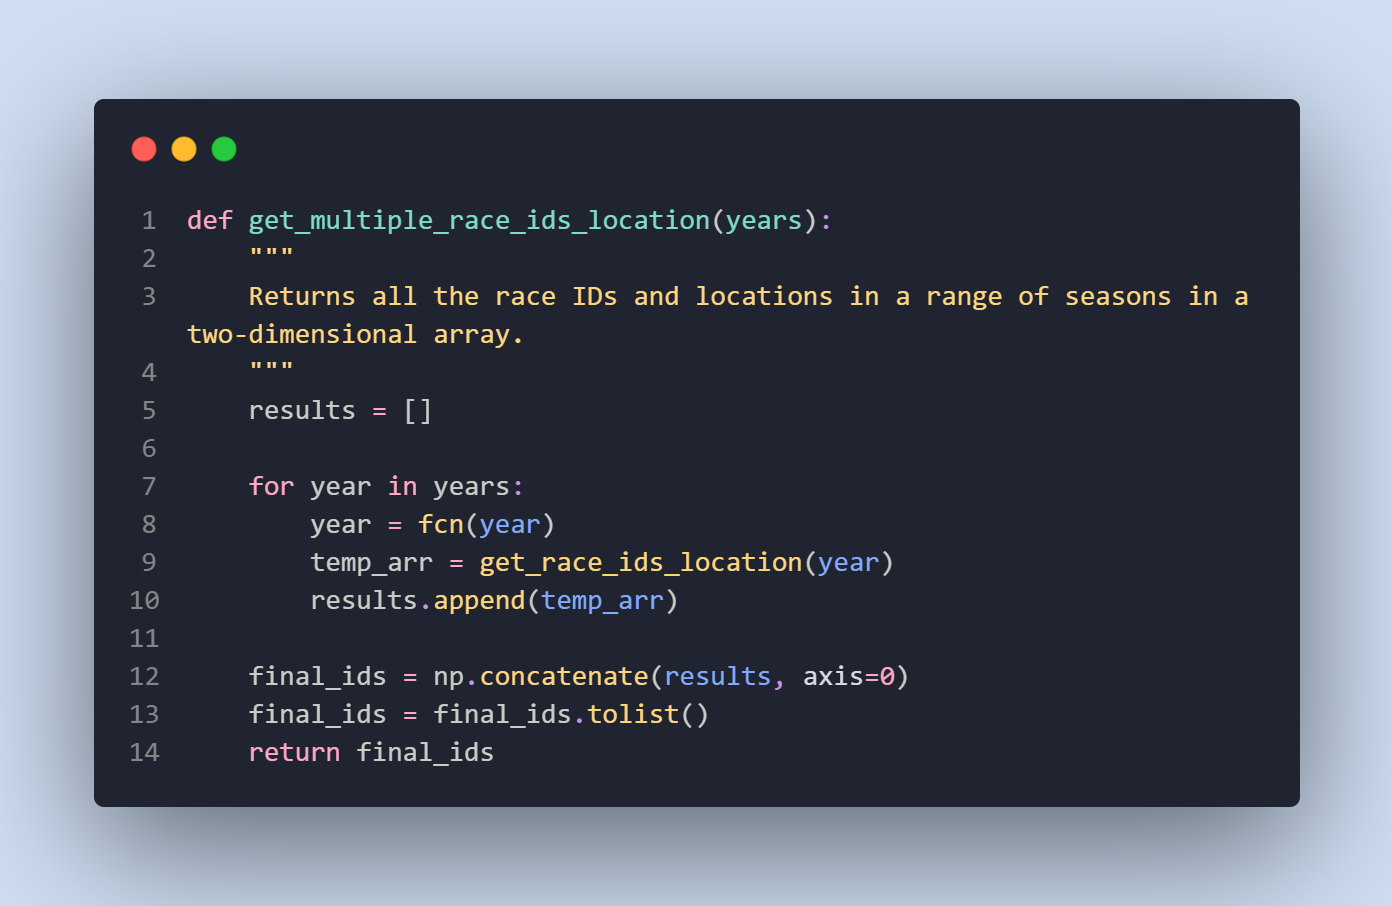 1 def get_multiple_race_ids_location(years):
2     """
3     Returns all the race IDs and locations in a range of seasons in a
two-dimensional array.
4     """
5     results = []
6
7     for year in years:
8         year = fcn(year)
9         temp_arr = get_race_ids_location(year)
10         results.append(temp_arr)
11
12     final_ids = np.concatenate(results, axis=0)
13     final_ids = final_ids.tolist()
14     return final_ids